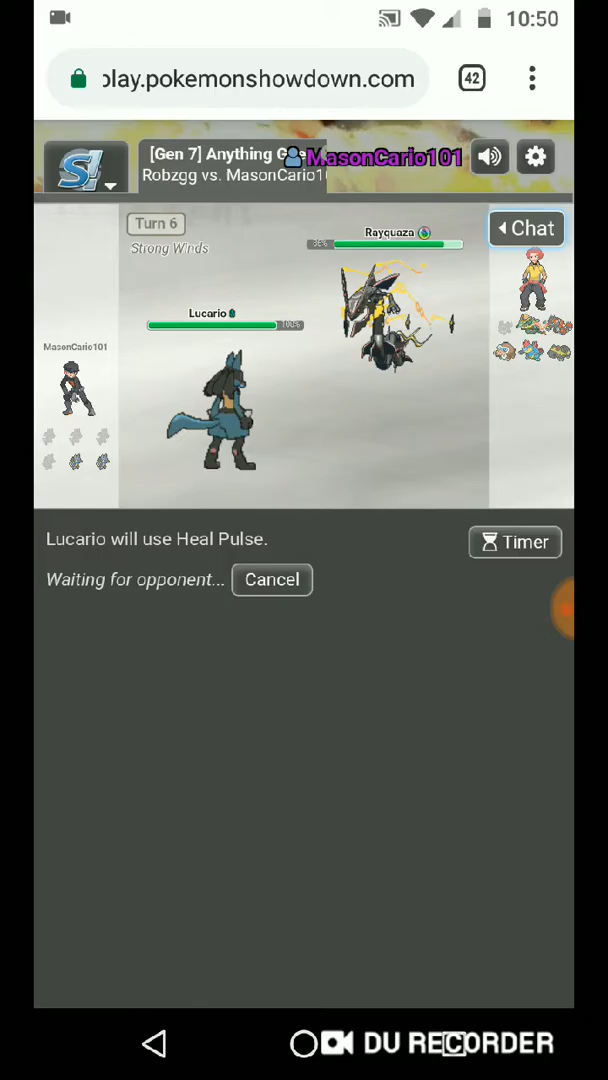 10:50
play.pokemonshowdown.com
42
[Gen 7] Anything G
MasonCario101
Robzgg vs. MasonCario1
Turn 6
Strong Winds
Chat
Rayquaza
86%
Lucario
100%
MasonCario101
Lucario will use Heal Pulse.
Timer
Waiting for opponent...
Cancel
DU RECORDER